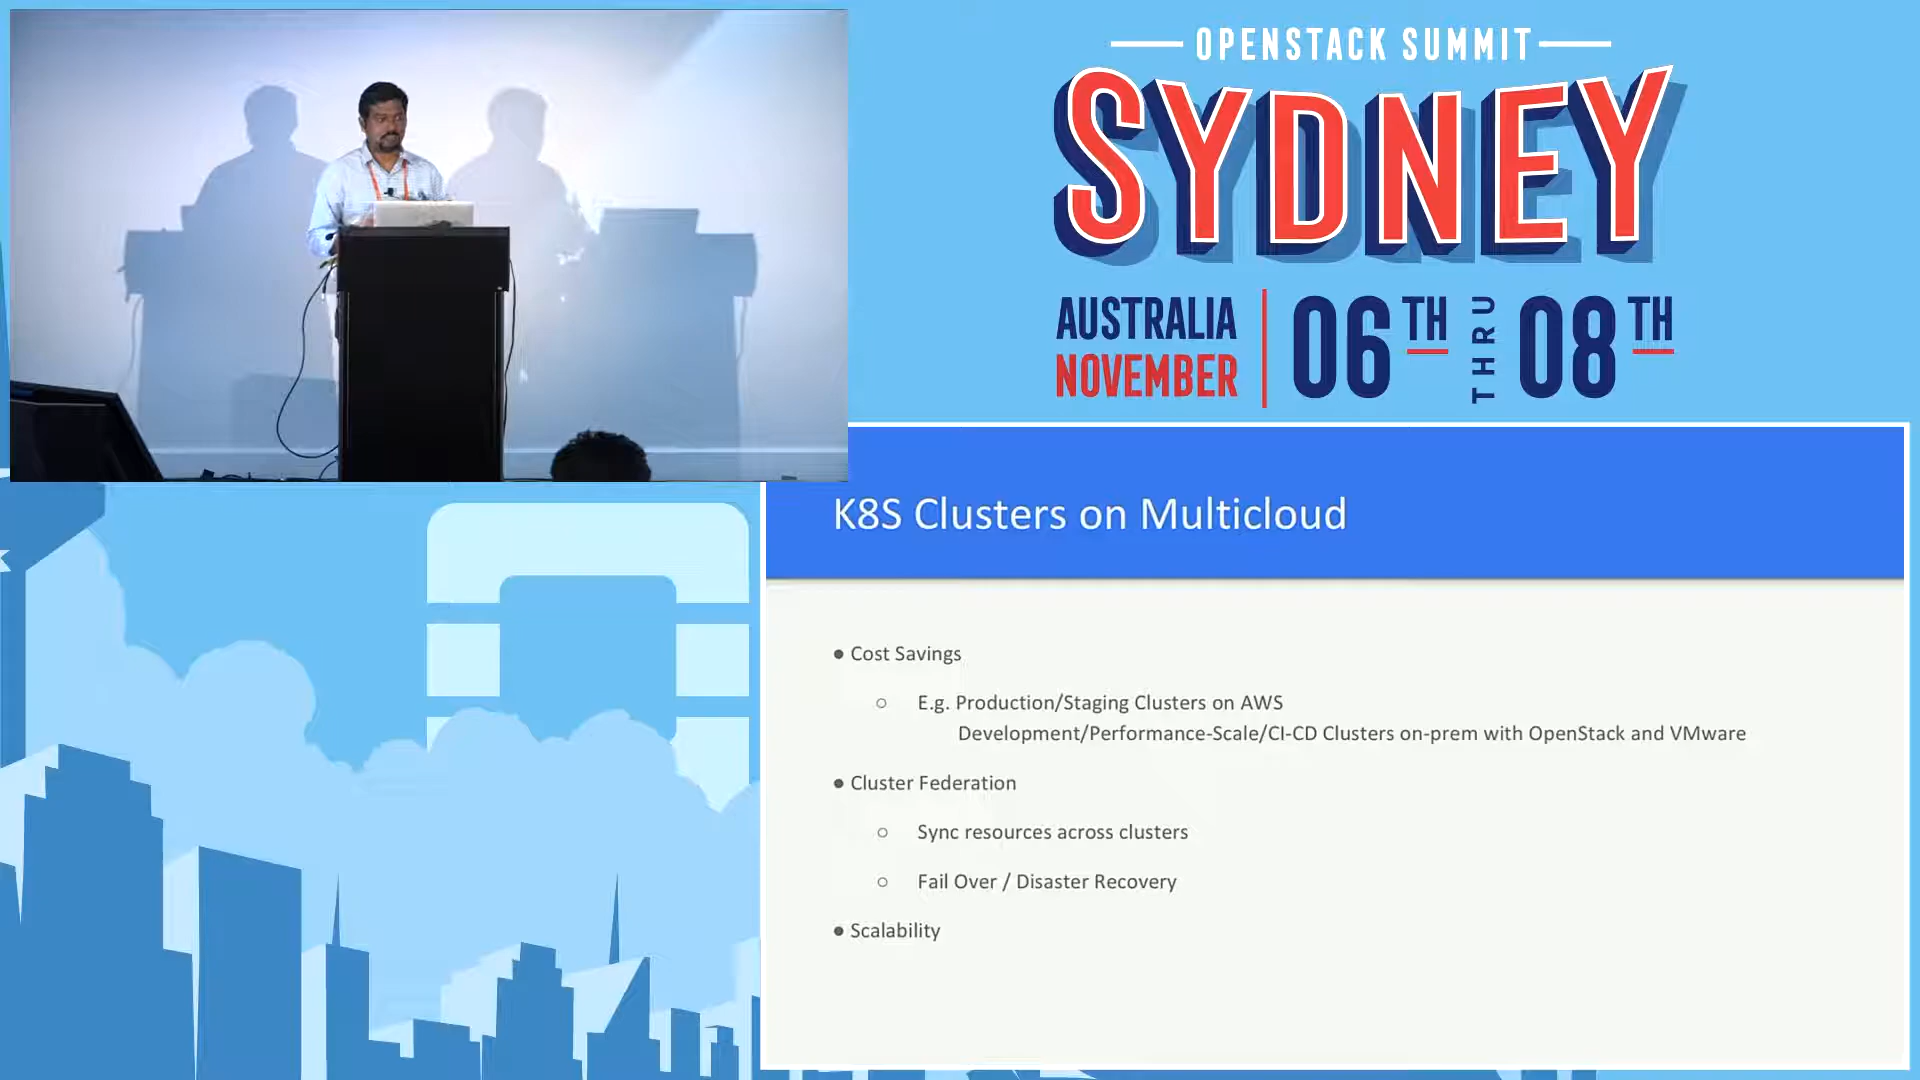 OPENSTACK SUMMIT
SYDNEY
AUSTRALIA
NOVEMBER
06TH THRU 08TH
K8S Clusters on Multicloud
● Cost Savings
○ E.g. Production/Staging Clusters on AWS
Development/Performance-Scale/CI-CD Clusters on-prem with OpenStack and VMware
● Cluster Federation
○ Sync resources across clusters
○ Fail Over / Disaster Recovery
● Scalability